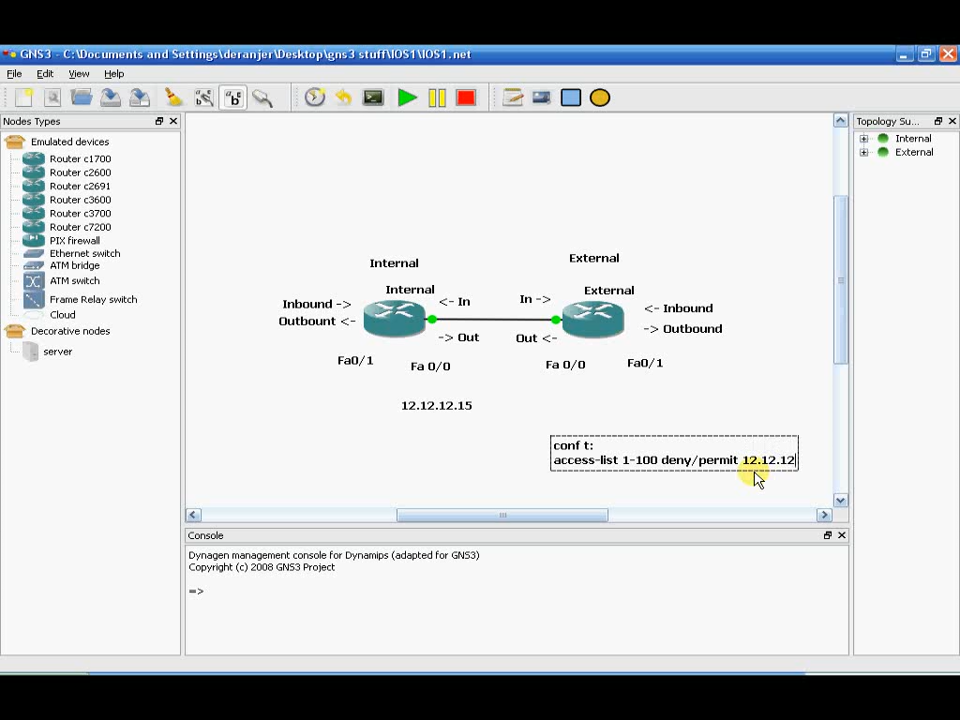 GNS3 - C:\Documents and Settings\deranjer\Desktop\gns3 stuff\IOS1\IOS1.net
File Edit View Help
Nodes Types
Emulated devices
Router c1700
Router c2600
Router c2691
Router c3600
Router c3700
Router c7200
PIX firewall
Ethernet switch
ATM bridge
ATM switch
Frame Relay switch
Cloud
Decorative nodes
server
Internal
External
Internal
External
Inbound ->
<- In
In ->
<- Inbound
Outbount <-
-> Out
Out <-
-> Outbound
Fa0/1
Fa 0/0
Fa 0/0
Fa0/1
12.12.12.15
conf t:
access-list 1-100 deny/permit 12.12.12
Topology Su...
Internal
External
Console
Dynagen management console for Dynamips (adapted for GNS3)
Copyright (c) 2008 GNS3 Project
=>